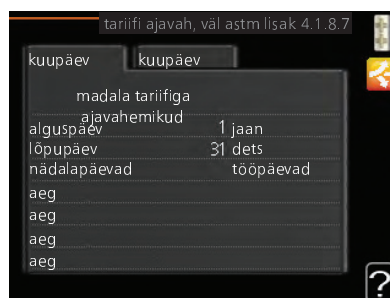 tariifi ajavah, väl astm lisak 4.1.8.7
kuupäev kuupäev
madala tariifiga
ajavahemikud
alguspäev 1 jaan
lõpupäev 31 dets
nädalapäevad tööpäevad
aeg
aeg
aeg
aeg
?